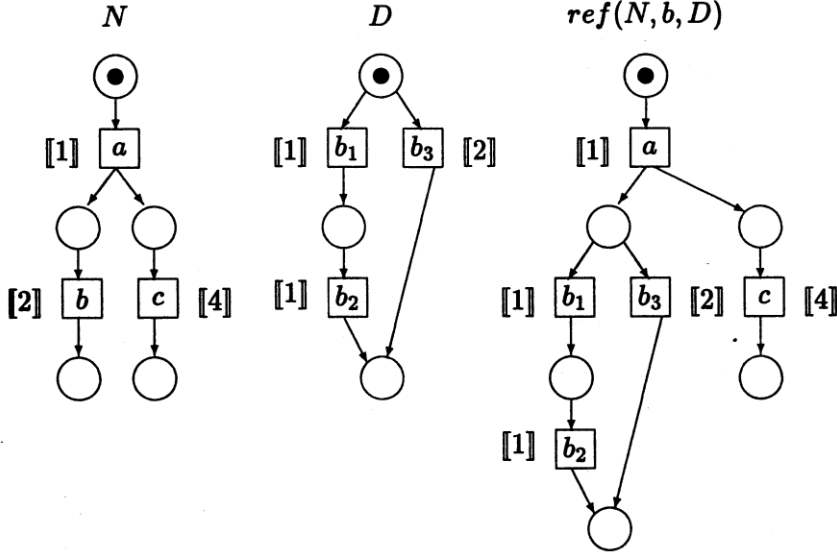 N D ref(N, b, D)
⟦1⟧ a ⟦1⟧ b₁ b₃ ⟦2⟧ ⟦1⟧ a
⟦2⟧ b c ⟦4⟧ ⟦1⟧ b₂ ⟦1⟧ b₁ b₃ ⟦2⟧ c ⟦4⟧
⟦1⟧ b₂